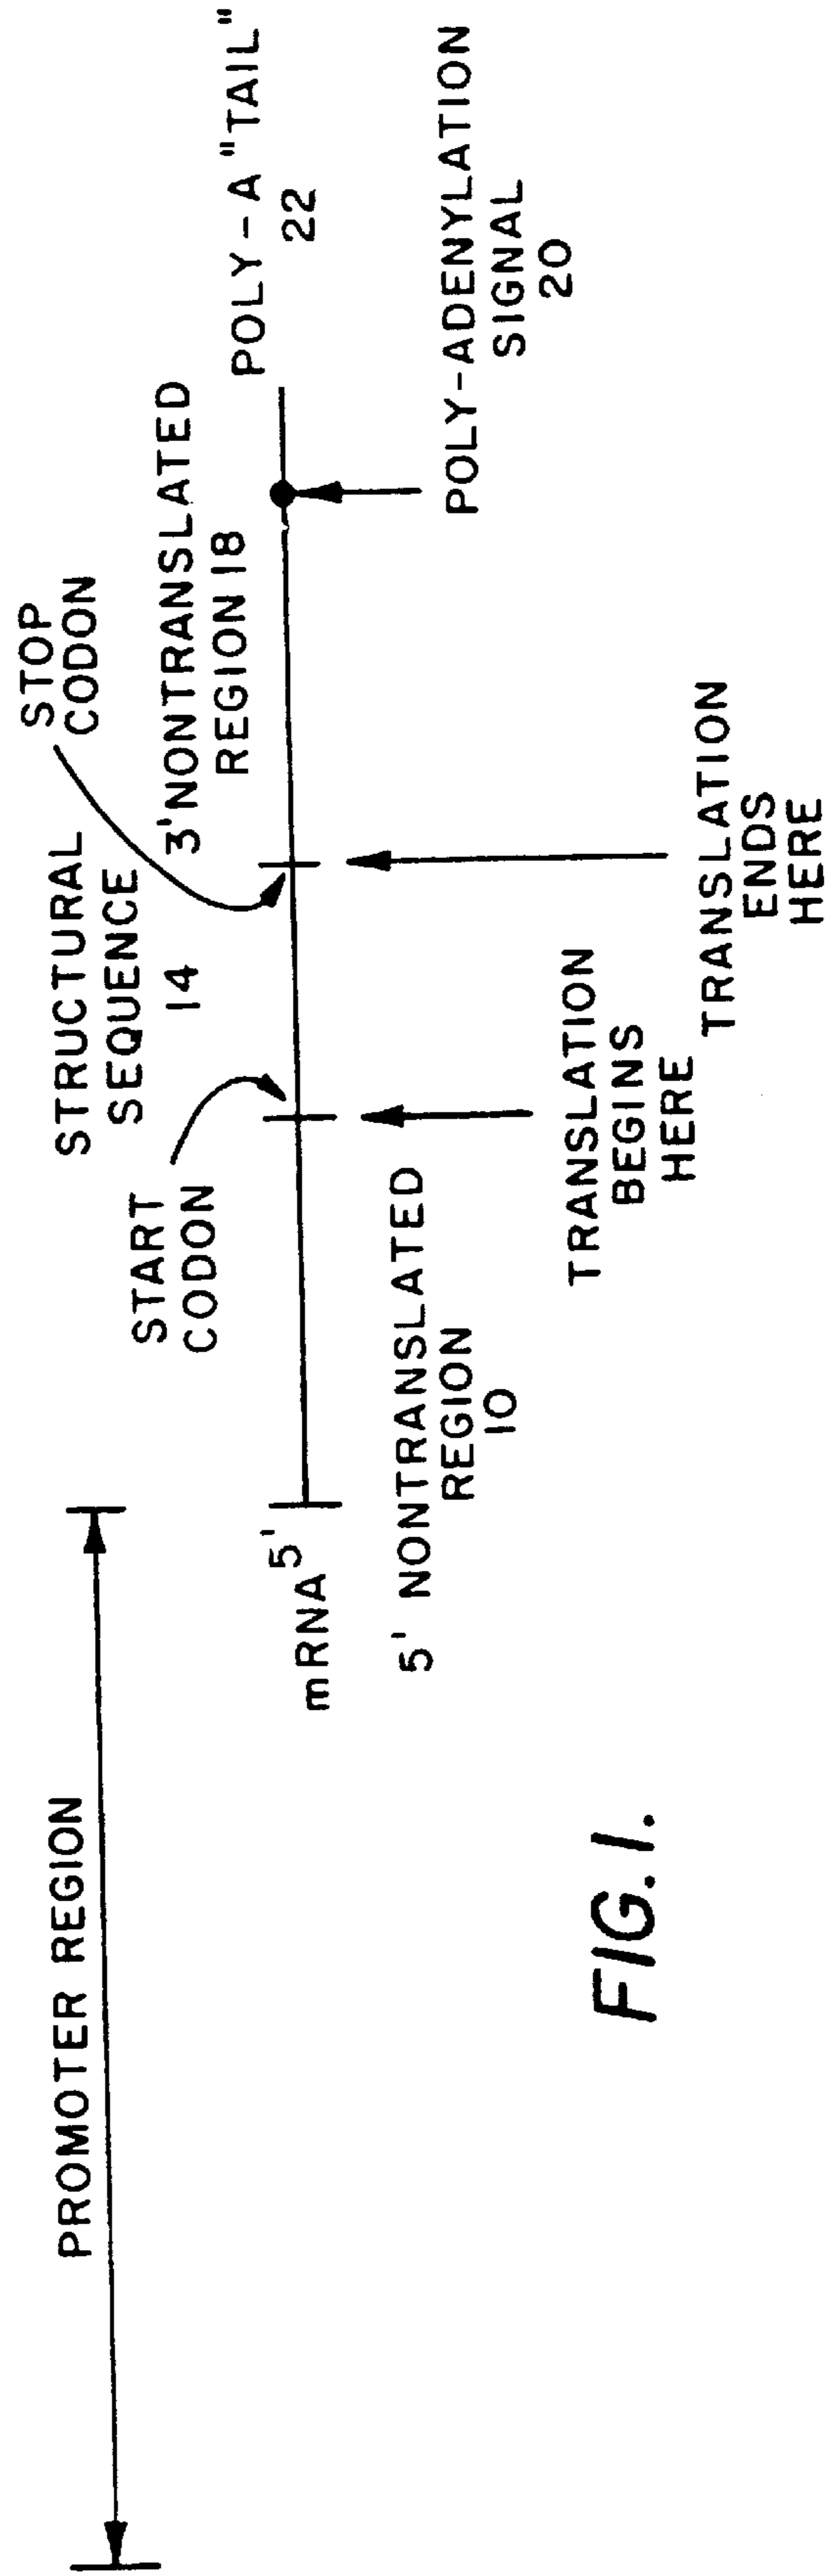 PROMOTER REGION
mRNA 5'
5' NONTRANSLATED
REGION
10
START
CODON
STRUCTURAL
SEQUENCE
14
STOP
CODON
3'NONTRANSLATED
REGION 18
POLY-A "TAIL"
22
POLY-ADENYLATION
SIGNAL
20
TRANSLATION
BEGINS
HERE
TRANSLATION
ENDS
HERE
FIG. 1.